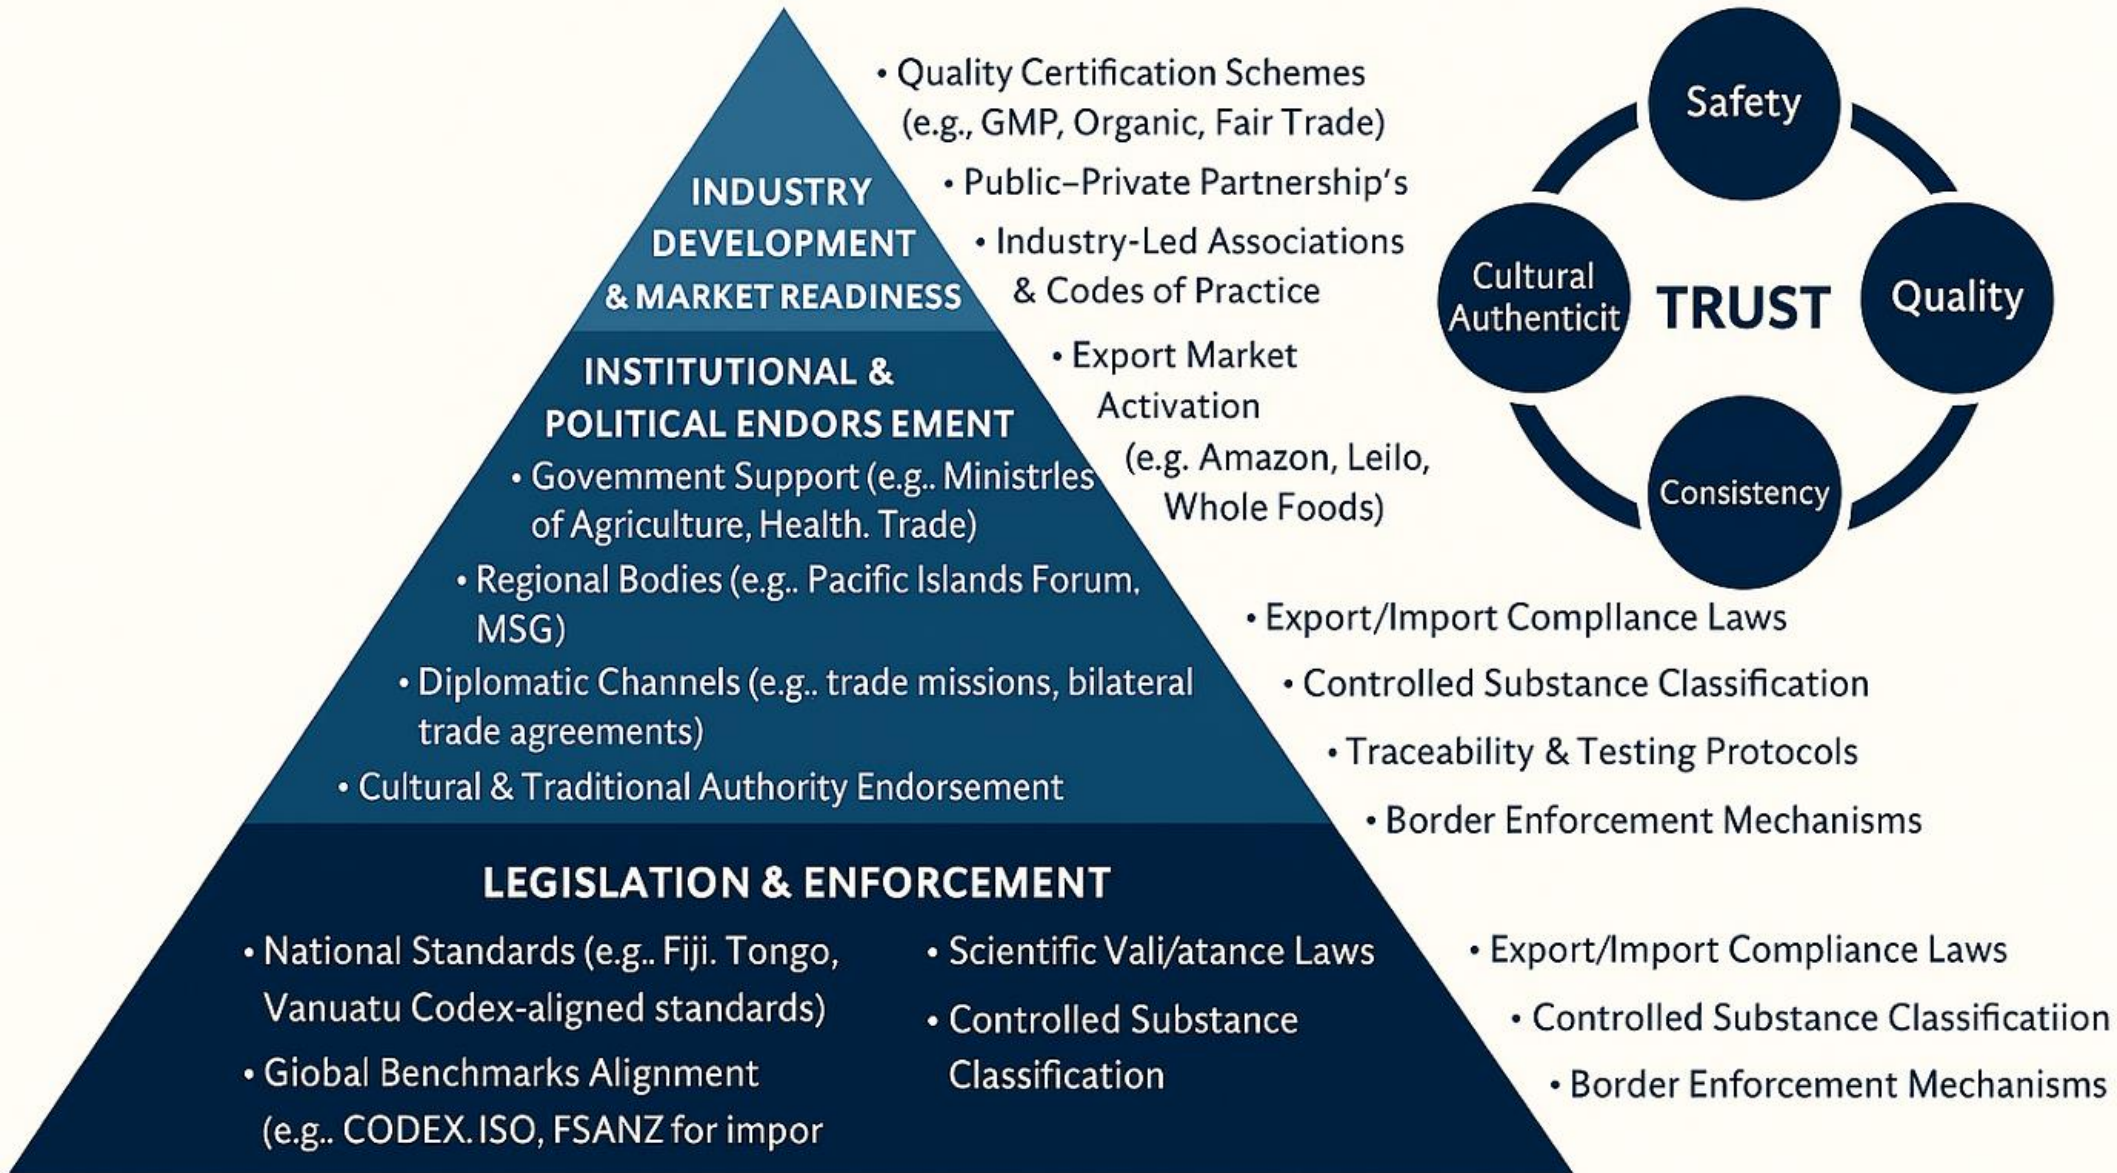 INDUSTRY
DEVELOPMENT
& MARKET READINESS
• Quality Certification Schemes
(e.g., GMP, Organic, Fair Trade)
• Public–Private Partnership's
• Industry-Led Associations
& Codes of Practice
• Export Market
Activation
(e.g. Amazon, Leilo,
Whole Foods)
Safety
Cultural
Authenticit
TRUST
Quality
Consistency
INSTITUTIONAL &
POLITICAL ENDORS EMENT
• Govemment Support (e.g.. Ministrles
of Agriculture, Health. Trade)
• Regional Bodies (e.g.. Pacific Islands Forum,
MSG)
• Diplomatic Channels (e.g.. trade missions, bilateral
trade agreements)
• Cultural & Traditional Authority Endorsement
• Export/Import Compllance Laws
• Controlled Substance Classification
• Traceability & Testing Protocols
• Border Enforcement Mechanisms
LEGISLATION & ENFORCEMENT
• National Standards (e.g.. Fiji. Tongo,
Vanuatu Codex-aligned standards)
• Giobal Benchmarks Alignment
(e.g.. CODEX. ISO, FSANZ for impor
• Scientific Vali/atance Laws
• Controlled Substance
Classification
• Export/Import Compliance Laws
• Controlled Substance Classificatiion
• Border Enforcement Mechanisms